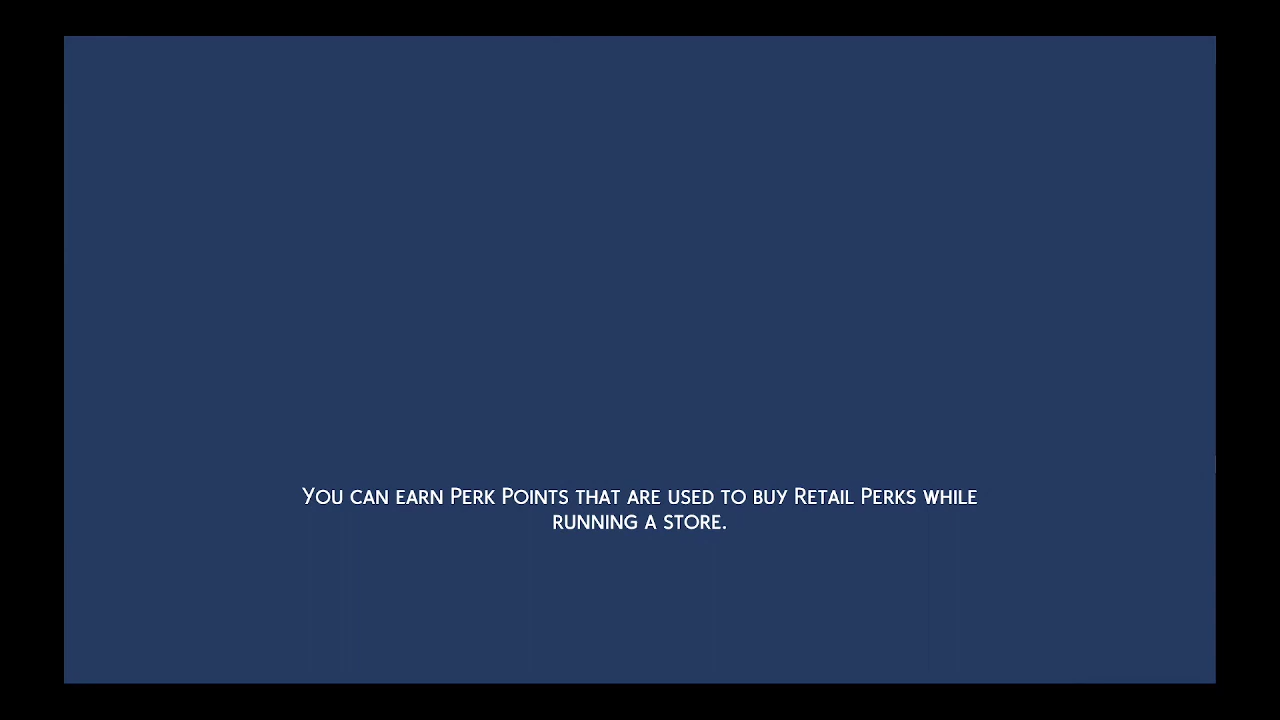 You can earn Perk Points that are used to buy Retail Perks while
running a store.